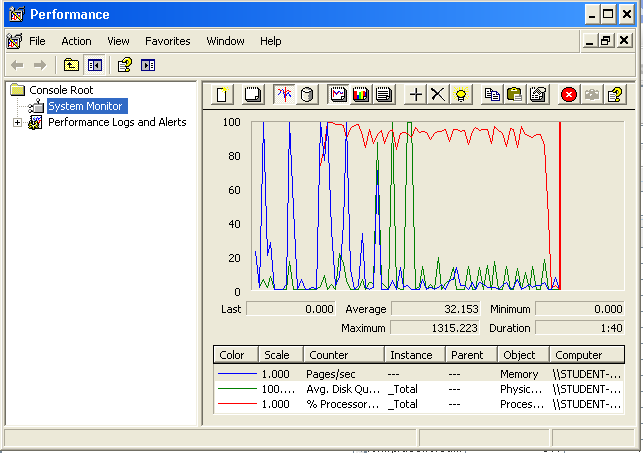 Performance
File Action View Favorites Window Help
Console Root
System Monitor
Performance Logs and Alerts
100
80
60
40
20
0
Last 0.000 Average 32.153 Minimum 0.000
Maximum 1315.223 Duration 1:40
Color Scale Counter Instance Parent Object Computer
1.000 Pages/sec --- --- Memory \\STUDENT-...
100.... Avg. Disk Qu... _Total --- Physic... \\STUDENT-...
1.000 % Processor... _Total --- Proces... \\STUDENT-...